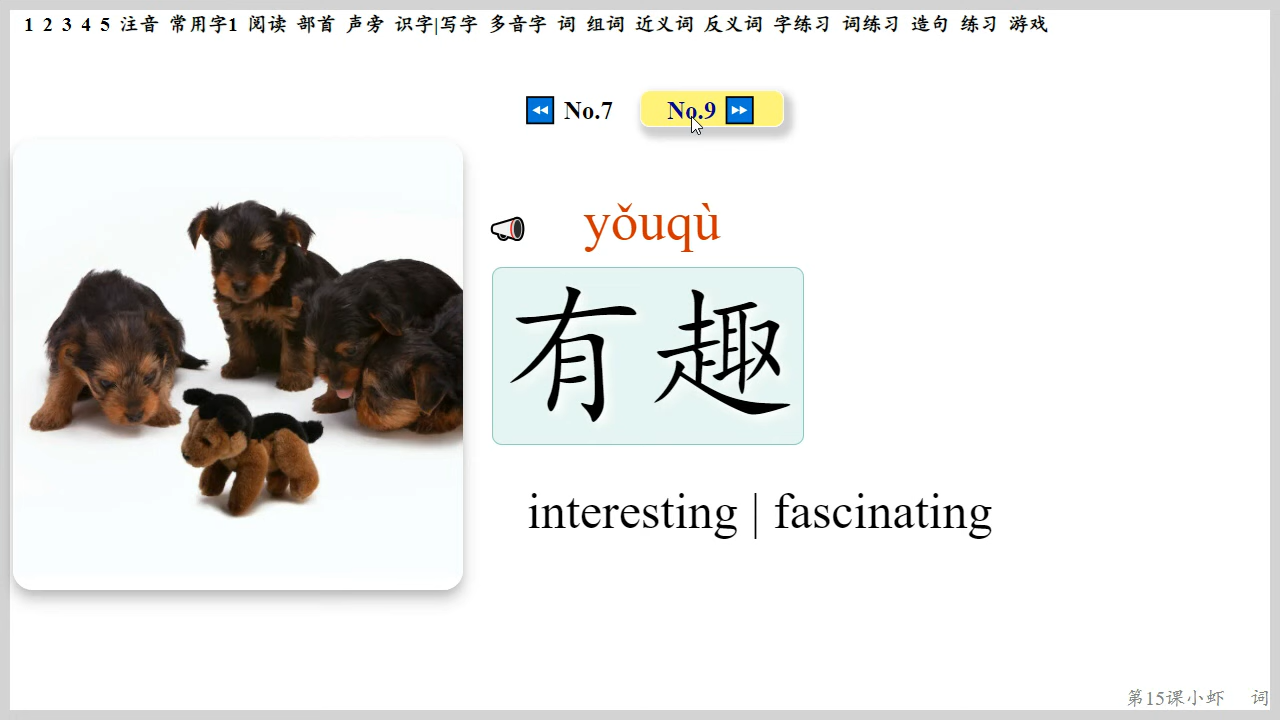 1 2 3 4 5 注音 常用字1 阅读 部首 声旁 识字|写字 多音字 词 组词 近义词 反义词 字练习 词练习 造句 练习 游戏
No.7 No.9
yǒuqù
有趣
interesting | fascinating
第15课小虾 词